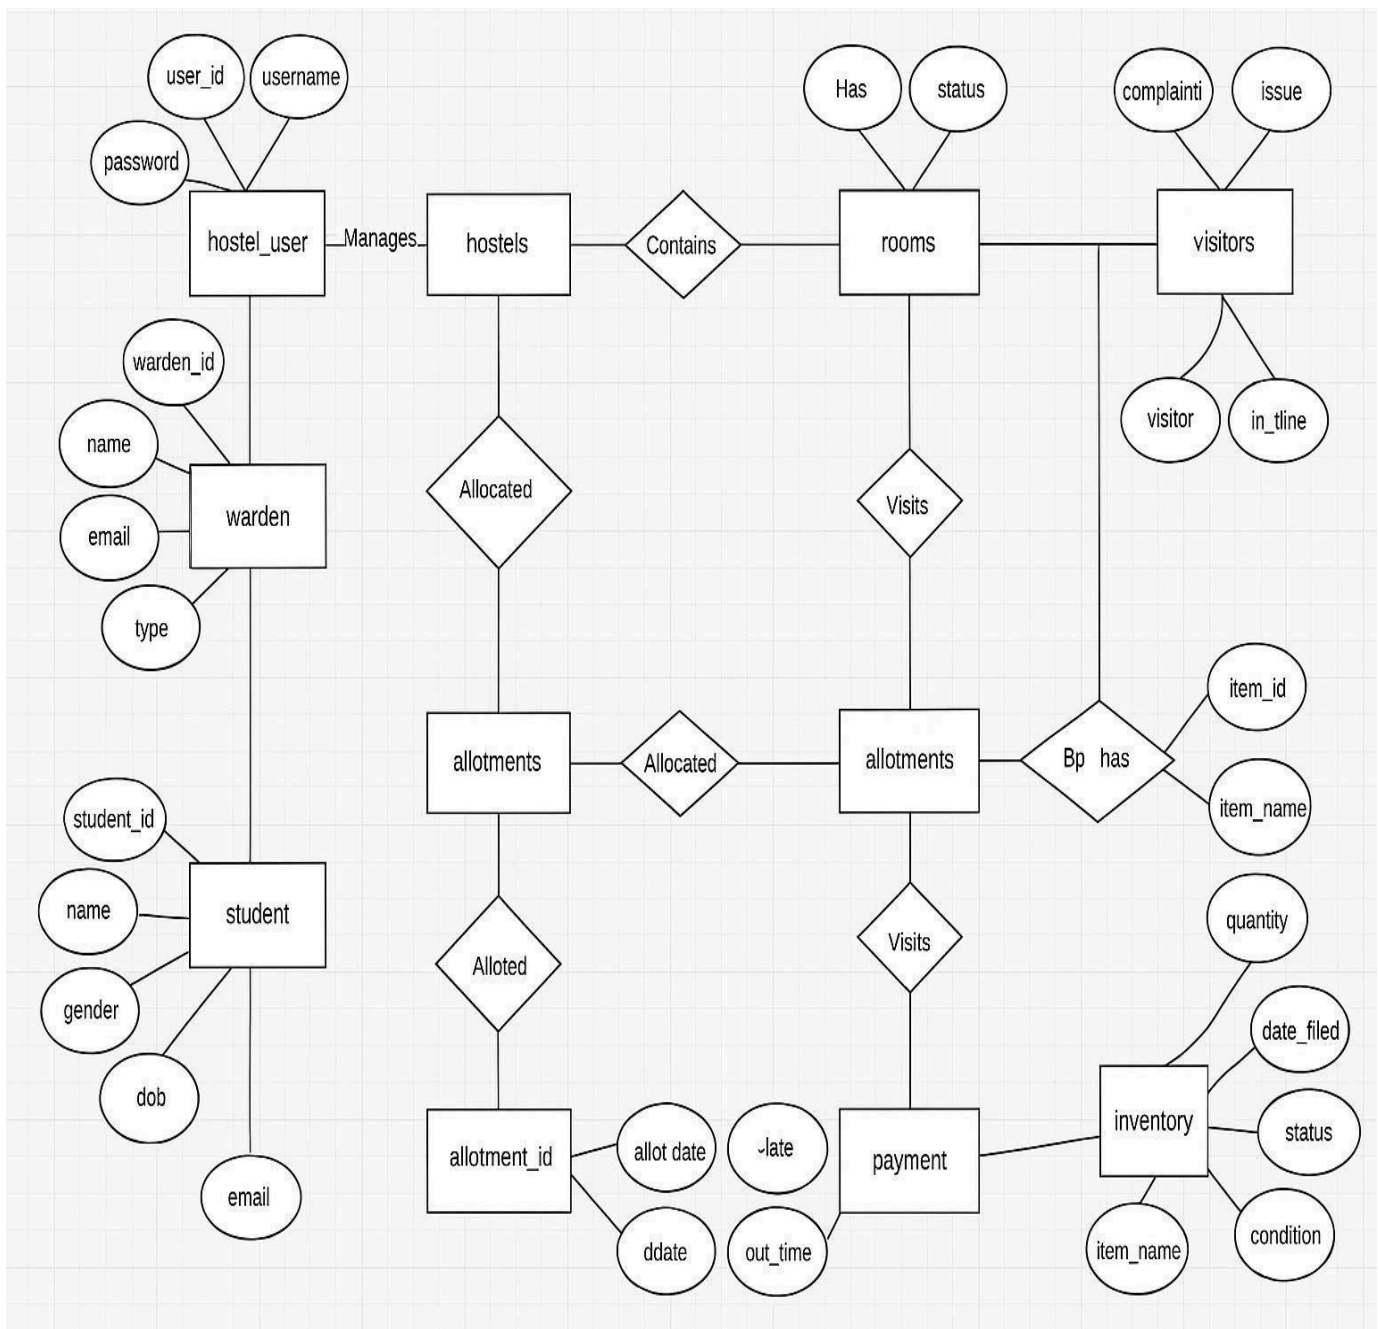 user_id
username
Has
status
complainti
issue
password
hostel_user
Manages
hostels
Contains
rooms
visitors
warden_id
name
visitor
in_tline
warden
Allocated
Visits
email
type
item_id
allotments
Allocated
allotments
Bp has
item_name
student_id
name
student
quantity
gender
Alloted
Visits
date_filed
dob
allotment_id
allot date
payment
inventory
status
email
ddate
out_time
item_name
condition